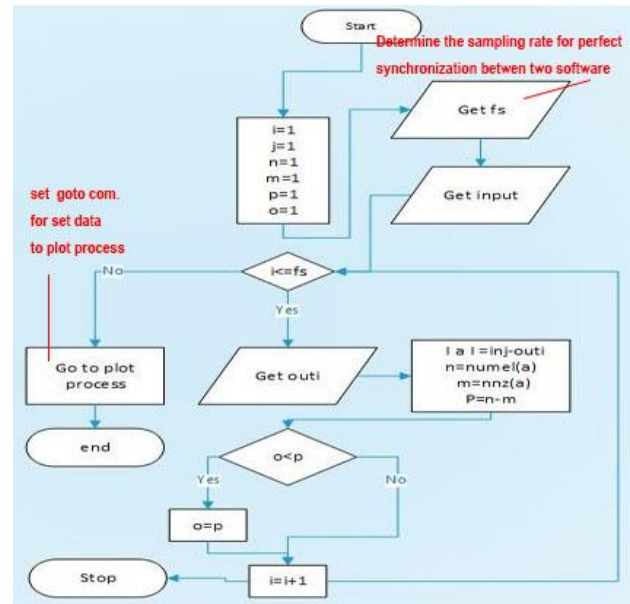 Start
Determine the sampling rate for perfect
synchronization betwen two software
Get fs
i=1
j=1
n=1
m=1
p=1
o=1
Get input
set goto com.
for set data
to plot process
i<=fs
No
Yes
Go to plot
process
Get outi
I a I =inj-outi
n=numel(a)
m=nnz(a)
P=n-m
end
o<p
Yes
No
o=p
Stop
i=i+1